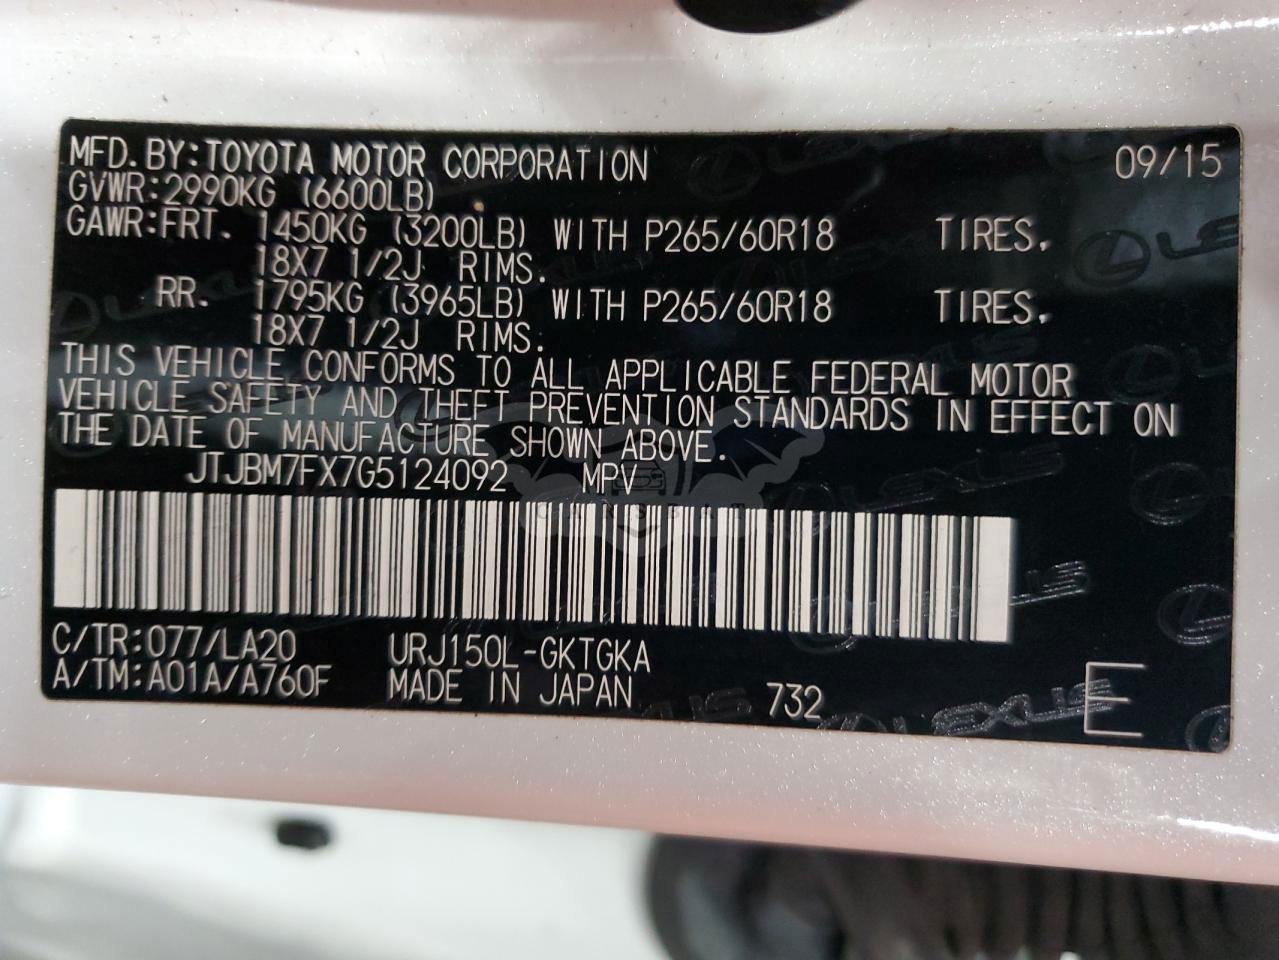 MFD. BY: TOYOTA MOTOR CORPORATION 09/15
GVWR: 2990KG (6600LB)
GAWR: FRT. 1450KG (3200LB) WITH P265/60R18 TIRES,
18X7 1/2J RIMS.
RR. 1795KG (3965LB) WITH P265/60R18 TIRES,
18X7 1/2J RIMS.
THIS VEHICLE CONFORMS TO ALL APPLICABLE FEDERAL MOTOR
VEHICLE SAFETY AND THEFT PREVENTION STANDARDS IN EFFECT ON
THE DATE OF MANUFACTURE SHOWN ABOVE.
JTJBM7FX7G5124092 MPV
C/TR: 077/LA20 URJ150L-GKTGKA
A/TM: A01A/A760F MADE IN JAPAN 732 E
LEXUS